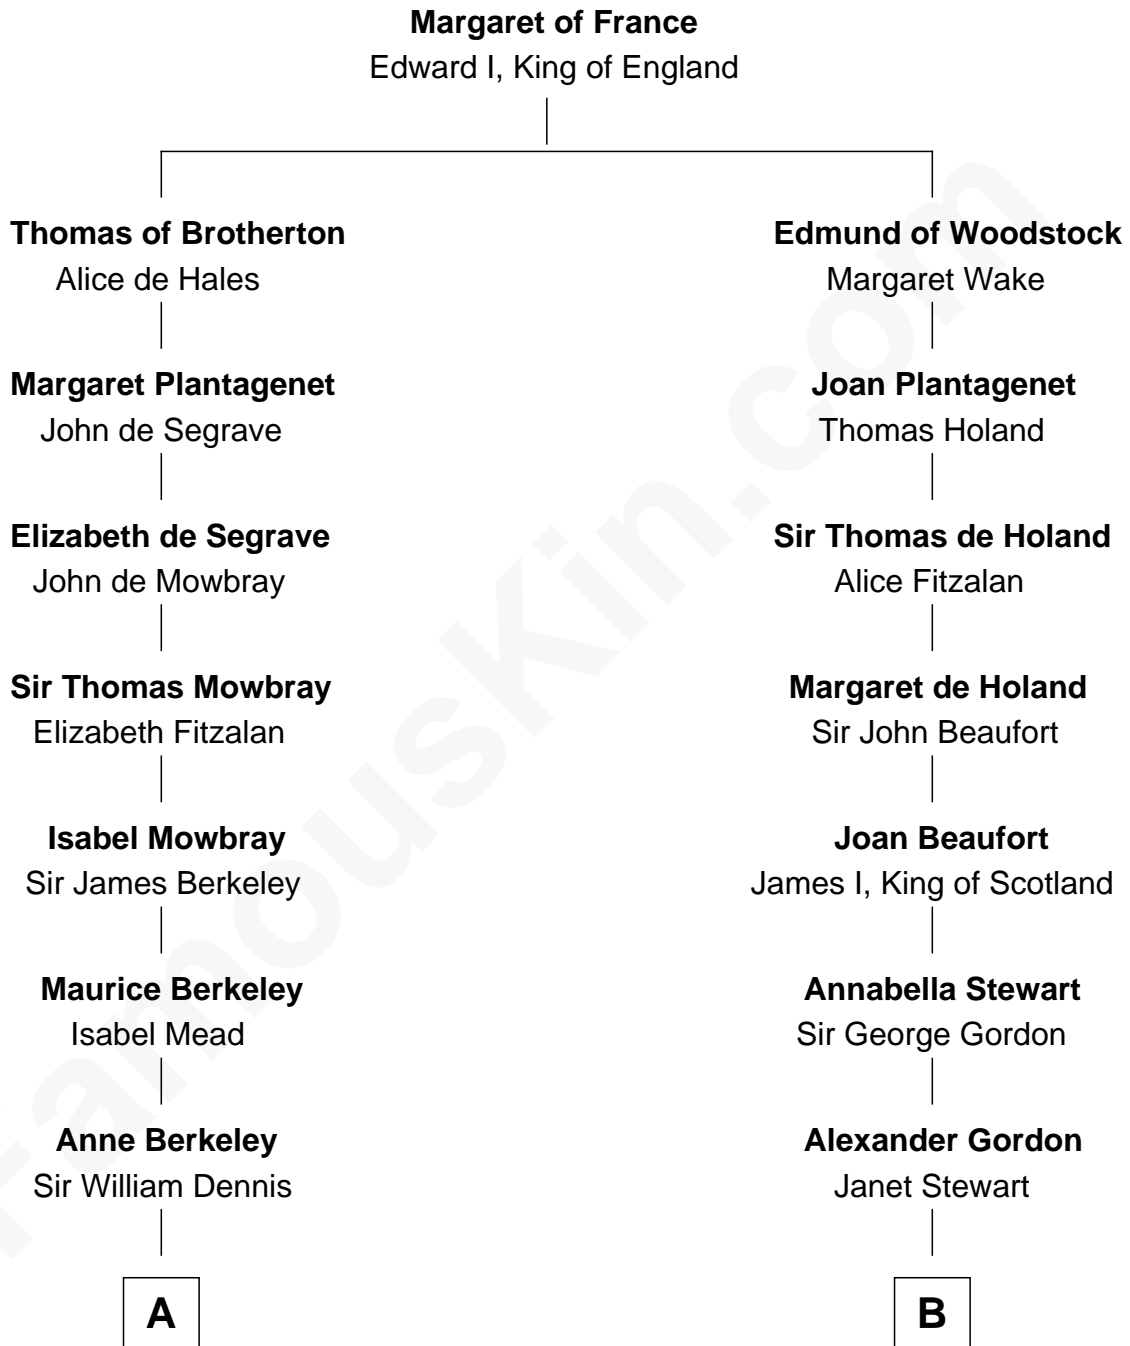 Margaret of France
Edward I, King of England
Thomas of Brotherton
Alice de Hales
Edmund of Woodstock
Margaret Wake
Margaret Plantagenet
John de Segrave
Joan Plantagenet
Thomas Holand
Elizabeth de Segrave
John de Mowbray
Sir Thomas de Holand
Alice Fitzalan
Sir Thomas Mowbray
Elizabeth Fitzalan
Margaret de Holand
Sir John Beaufort
Isabel Mowbray
Sir James Berkeley
Joan Beaufort
James I, King of Scotland
Maurice Berkeley
Isabel Mead
Annabella Stewart
Sir George Gordon
Anne Berkeley
Sir William Dennis
Alexander Gordon
Janet Stewart
A
B
FamousKin.com